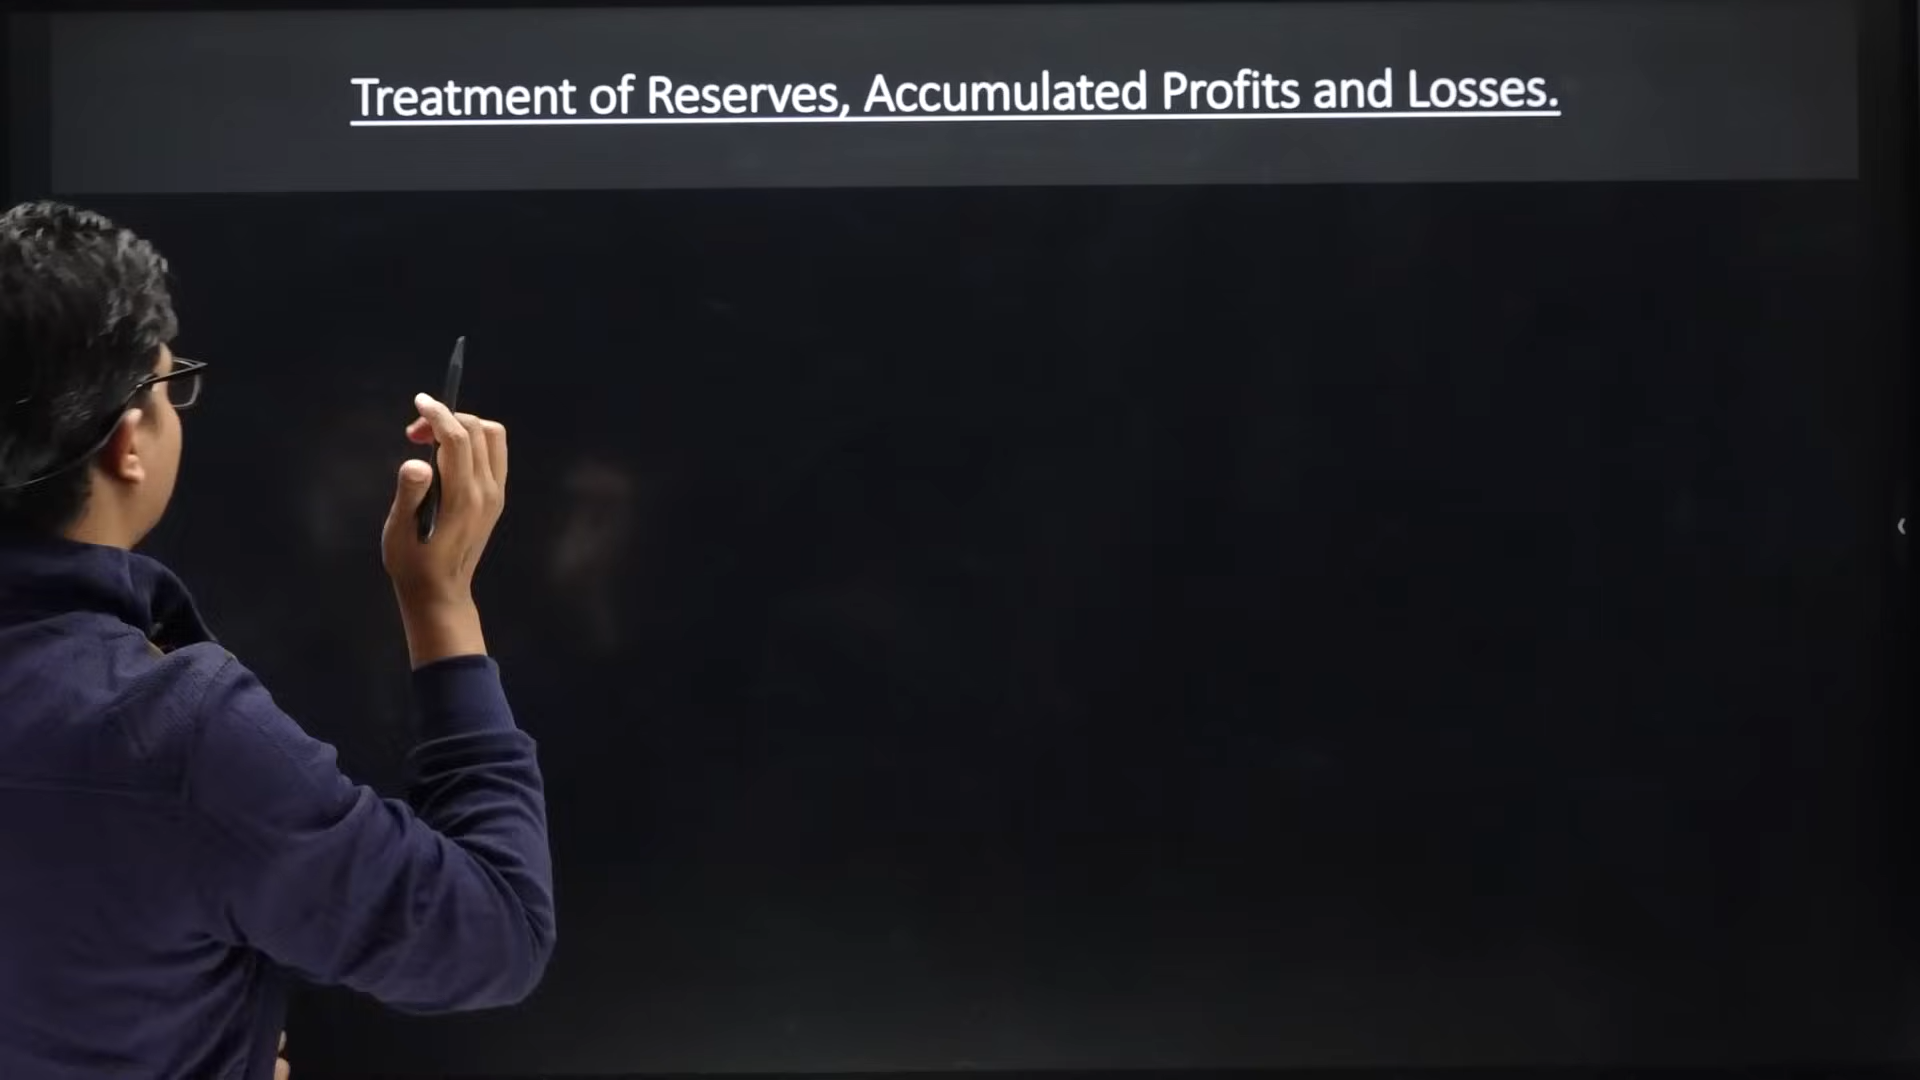 Treatment of Reserves, Accumulated Profits and Losses.